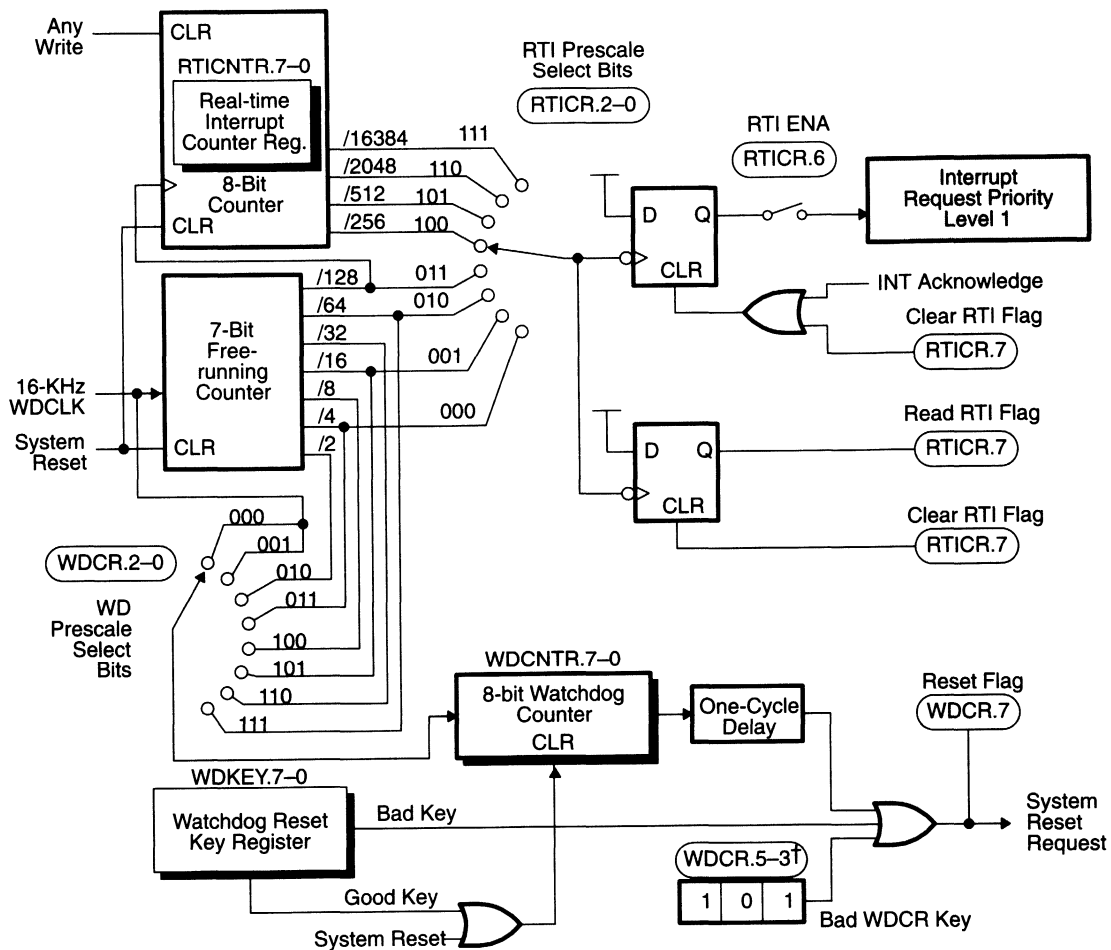 Any
Write
CLR
RTICNTR.7–0
Real-time
Interrupt
Counter Reg.
8-Bit
Counter
CLR
/16384
/2048
/512
/256
111
110
101
100
RTI Prescale
Select Bits
RTICR.2–0
RTI ENA
RTICR.6
Interrupt
Request Priority
Level 1
D
Q
CLR
INT Acknowledge
Clear RTI Flag
RTICR.7
7-Bit
Free-
running
Counter
CLR
/128
/64
/32
/16
/8
/4
/2
011
010
001
000
16-KHz
WDCLK
System
Reset
D
Q
CLR
Read RTI Flag
RTICR.7
Clear RTI Flag
RTICR.7
WDCR.2–0
WD
Prescale
Select
Bits
000
001
010
011
100
101
110
111
WDCNTR.7–0
8-bit Watchdog
Counter
CLR
One-Cycle
Delay
Reset Flag
WDCR.7
System
Reset
Request
WDKEY.7–0
Watchdog Reset
Key Register
Bad Key
Good Key
System Reset
WDCR.5–3†
1 0 1
Bad WDCR Key